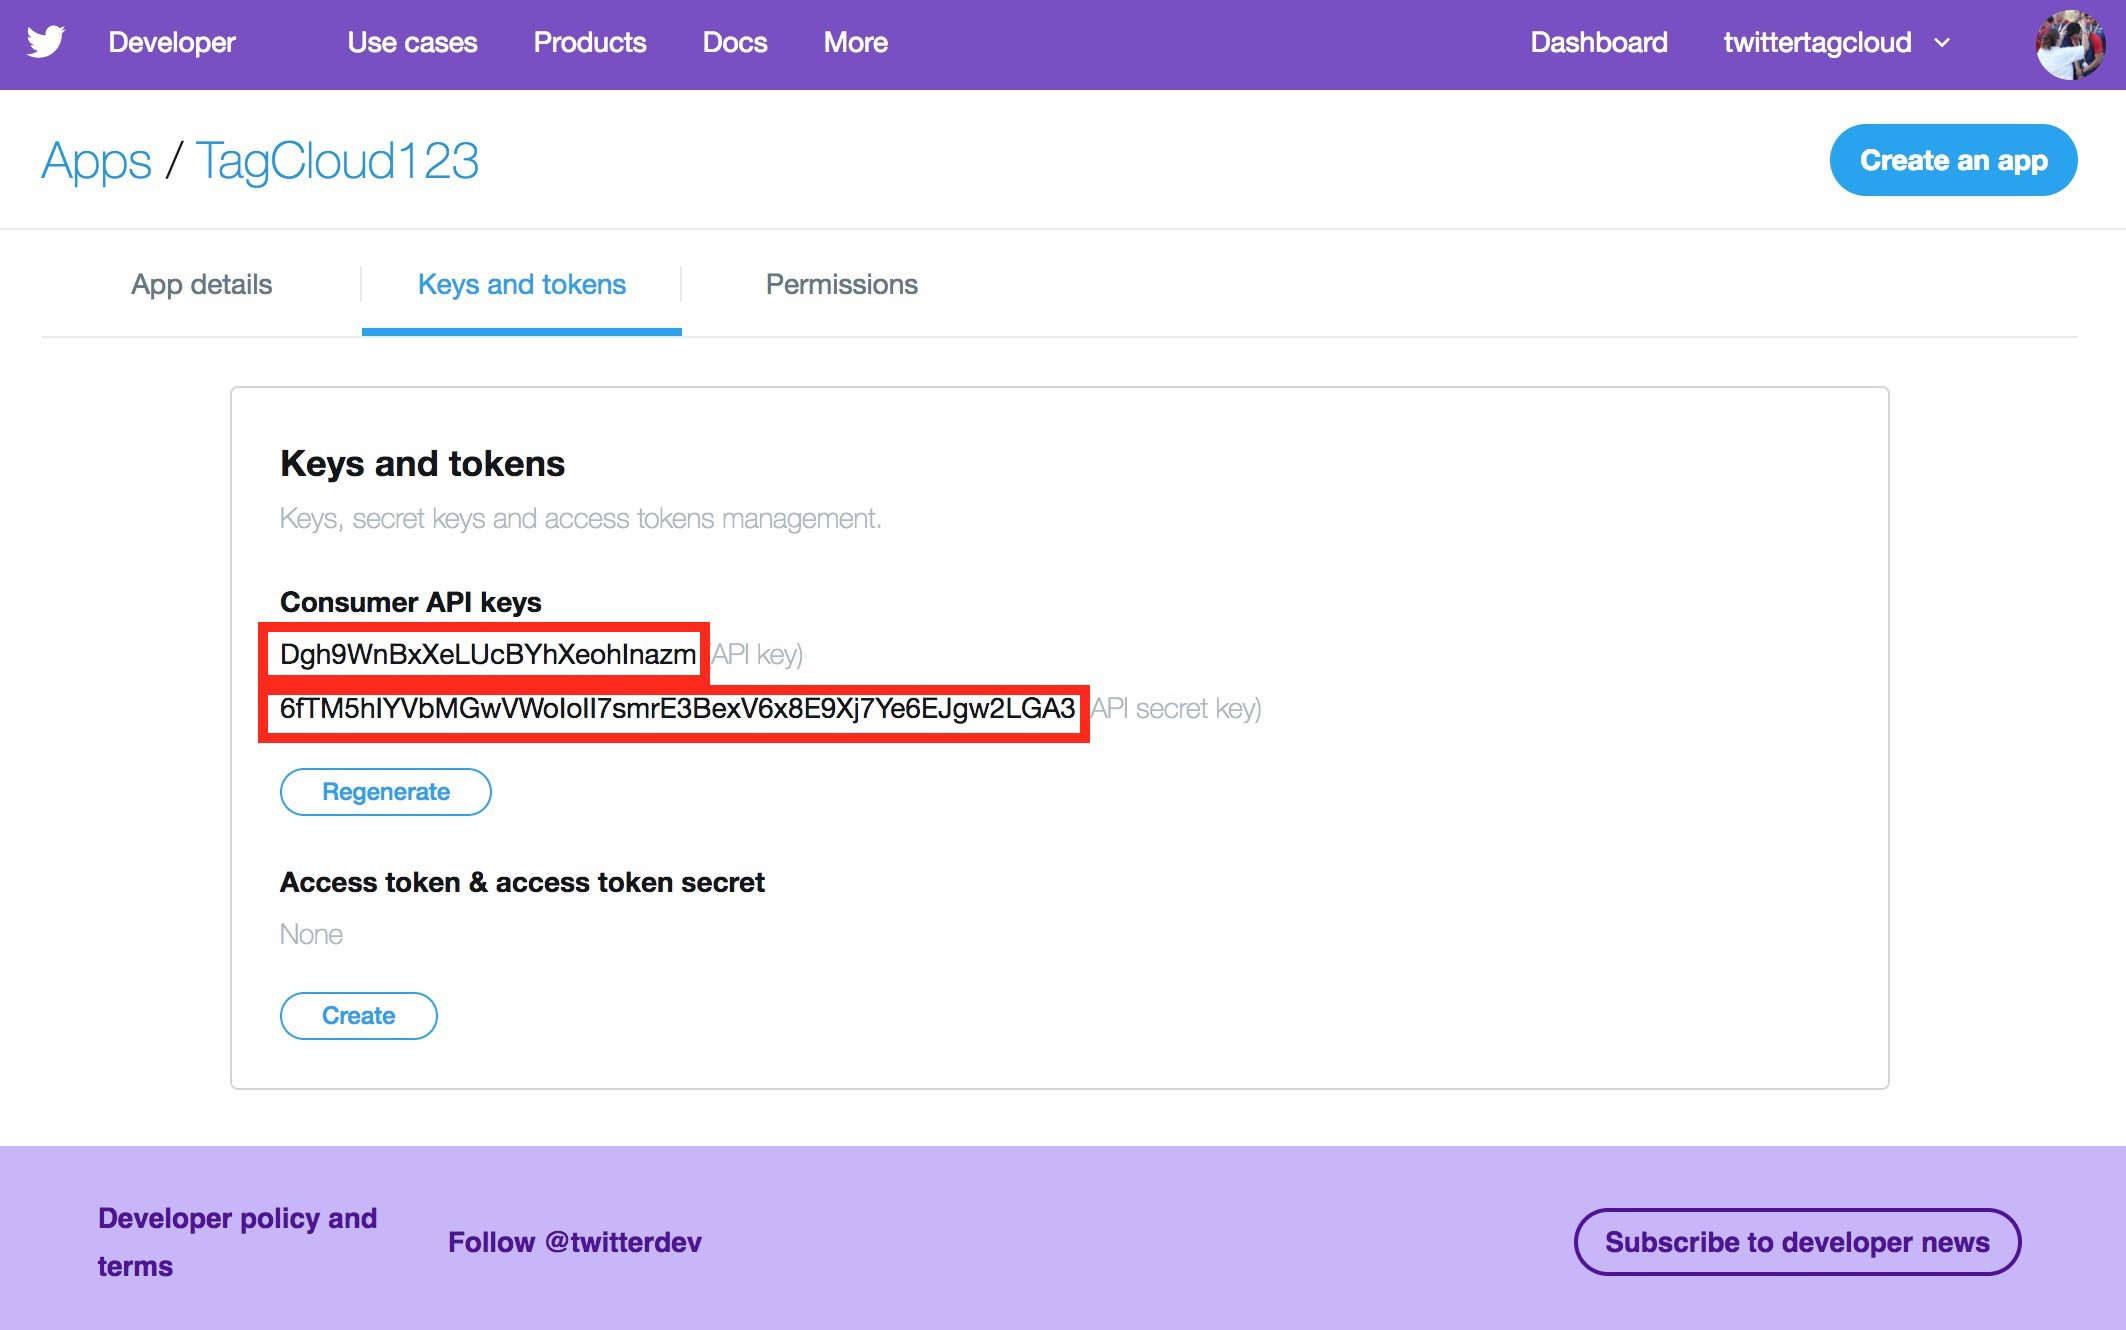 Developer Use cases Products Docs More Dashboard twittertagcloud
Apps / TagCloud123
Create an app
App details Keys and tokens Permissions
Keys and tokens
Keys, secret keys and access tokens management.
Consumer API keys
Dgh9WnBxXeLUcBYhXeohInazm (API key)
6fTM5hIYVbMGwVWoIoII7smrE3BexV6x8E9Xj7Ye6EJgw2LGA3 (API secret key)
Regenerate
Access token & access token secret
None
Create
Developer policy and
terms
Follow @twitterdev
Subscribe to developer news